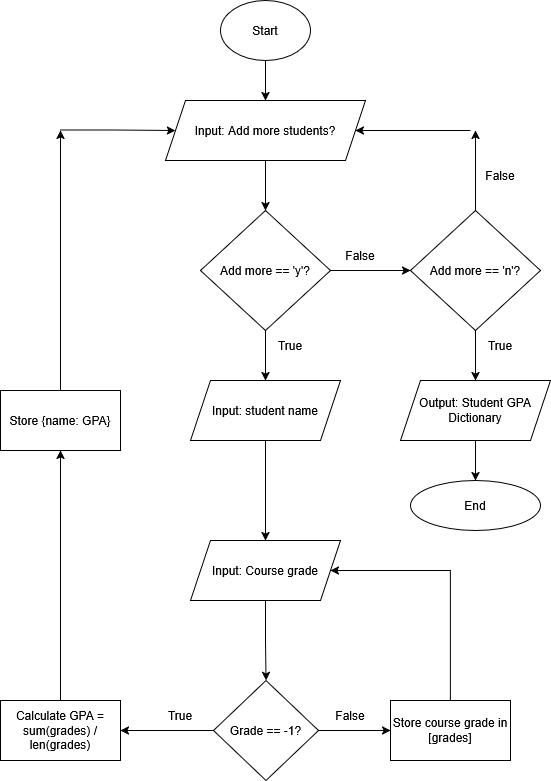 Start
Input: Add more students?
False
Add more == 'y'?
False
Add more == 'n'?
True
True
Store {name: GPA}
Input: student name
Output: Student GPA
Dictionary
End
Input: Course grade
Calculate GPA =
sum(grades) /
len(grades)
True
Grade == -1?
False
Store course grade in
[grades]